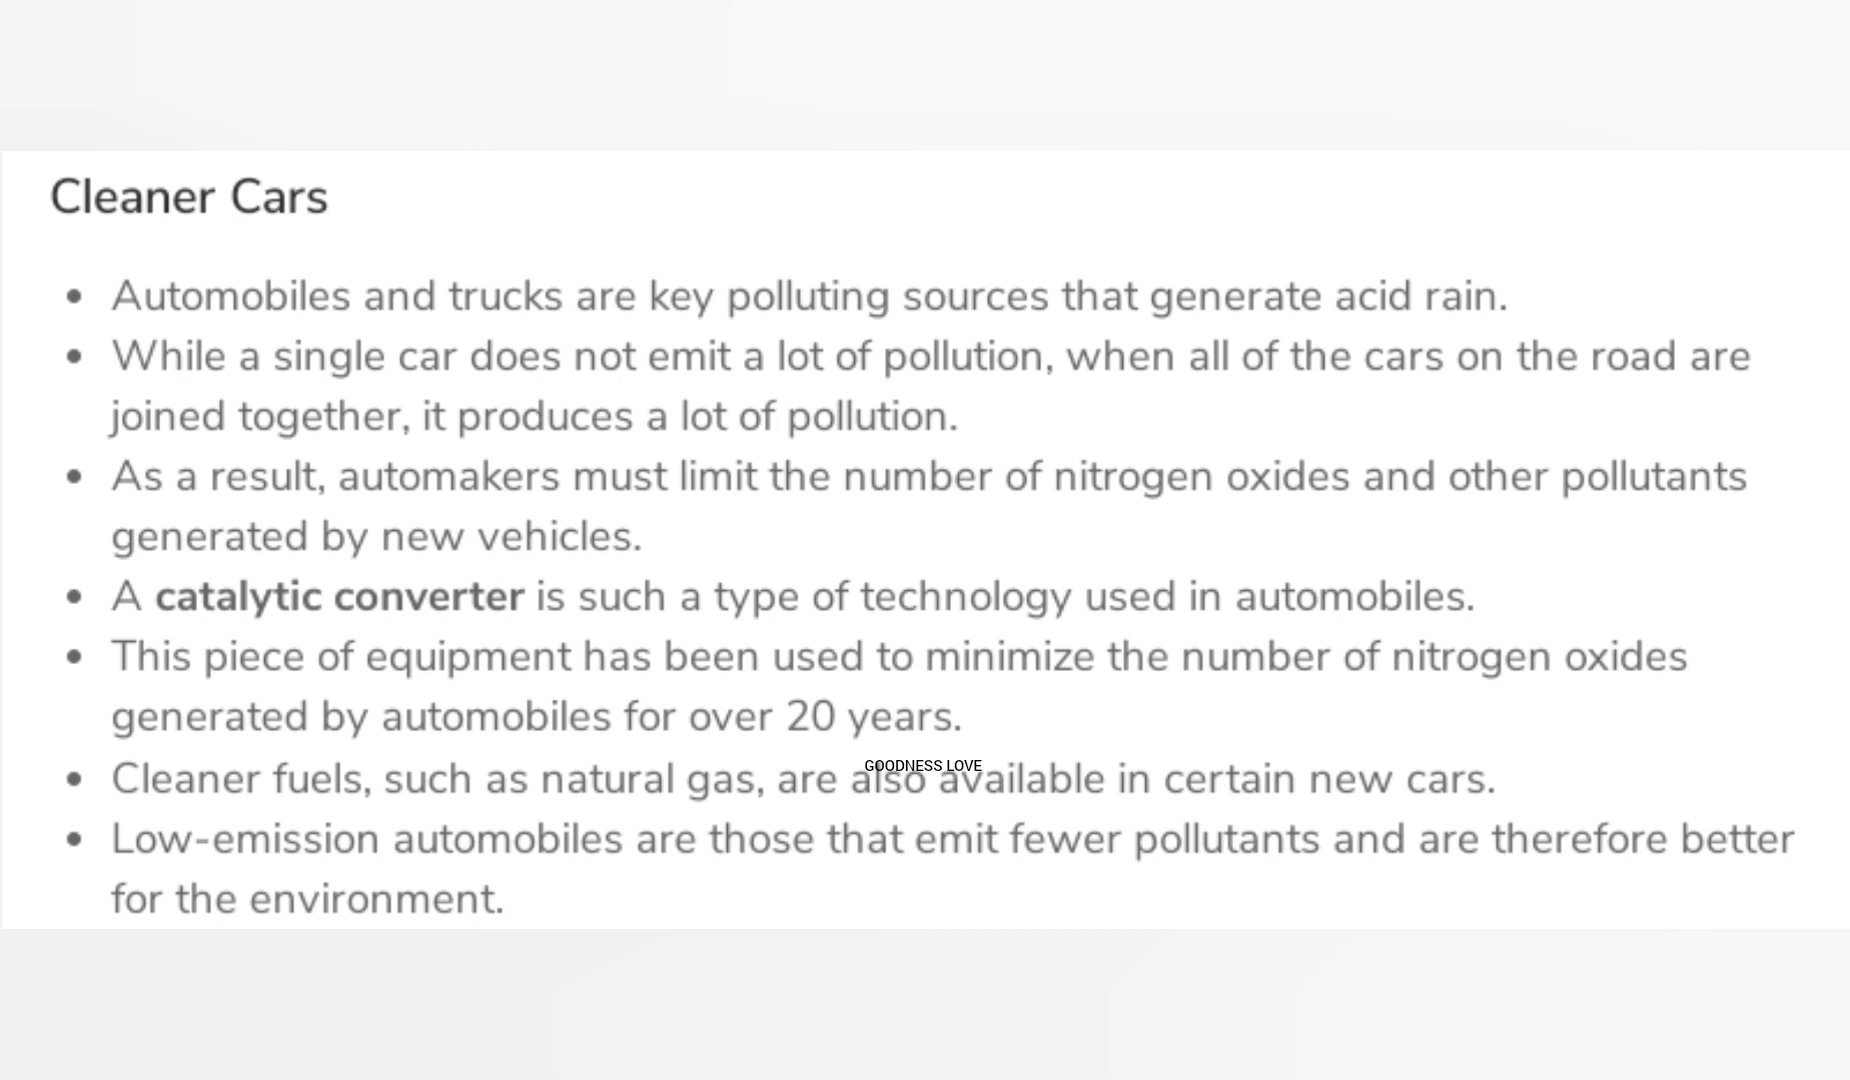 Cleaner Cars
• Automobiles and trucks are key polluting sources that generate acid rain.
• While a single car does not emit a lot of pollution, when all of the cars on the road are
joined together, it produces a lot of pollution.
• As a result, automakers must limit the number of nitrogen oxides and other pollutants
generated by new vehicles.
• A catalytic converter is such a type of technology used in automobiles.
• This piece of equipment has been used to minimize the number of nitrogen oxides
generated by automobiles for over 20 years.
GOODNESS LOVE
• Cleaner fuels, such as natural gas, are also available in certain new cars.
• Low-emission automobiles are those that emit fewer pollutants and are therefore better
for the environment.